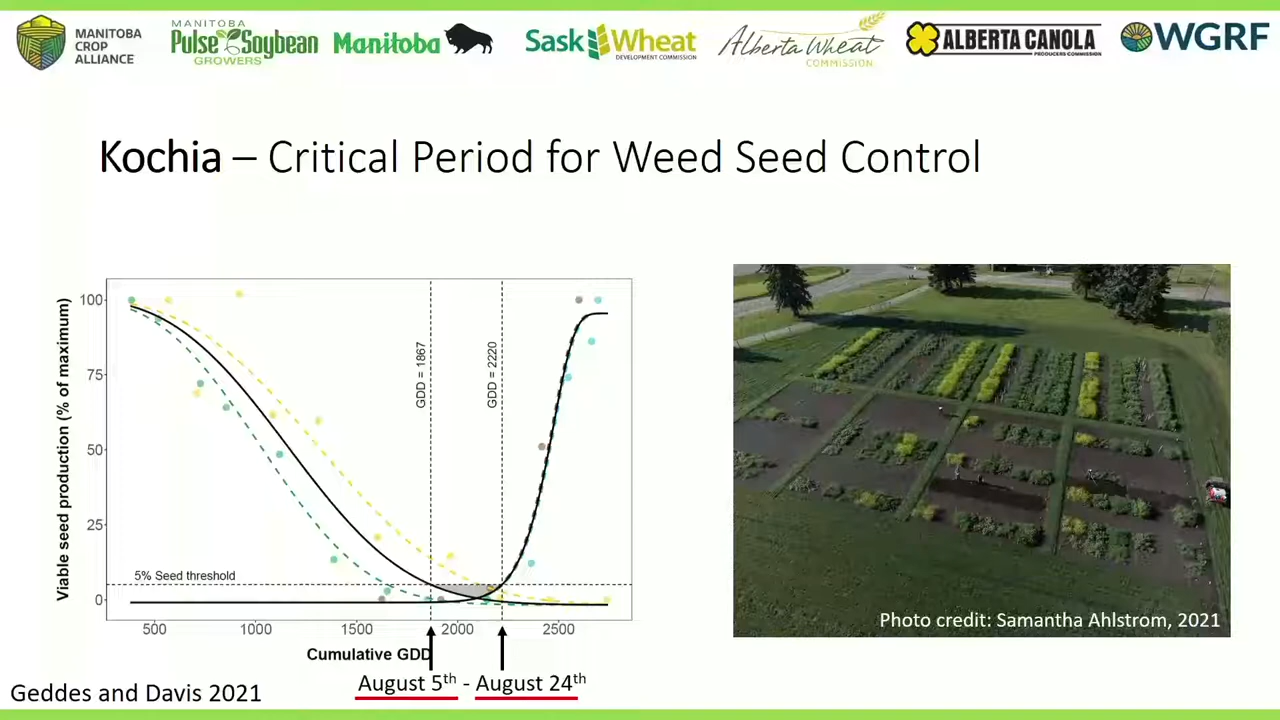 MANITOBA
CROP
ALLIANCE
MANITOBA
Pulse Soybean
GROWERS
Manitoba
Sask Wheat
DEVELOPMENT COMMISSION
Alberta Wheat
COMMISSION
ALBERTA CANOLA
PRODUCERS COMMISSION
WGRF
Kochia – Critical Period for Weed Seed Control
Viable seed production (% of maximum)
100
75
50
25
0
GDD = 1867
GDD = 2220
5% Seed threshold
500 1000 1500 2000 2500
Cumulative GDD
August 5th - August 24th
Geddes and Davis 2021
Photo credit: Samantha Ahlstrom, 2021